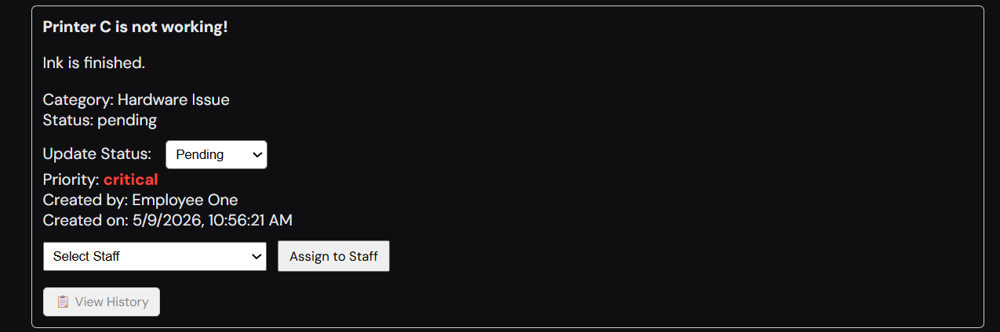 Printer C is not working!
Ink is finished.
Category: Hardware Issue
Status: pending
Update Status: Pending
Priority: critical
Created by: Employee One
Created on: 5/9/2026, 10:56:21 AM
Select Staff Assign to Staff
📋 View History